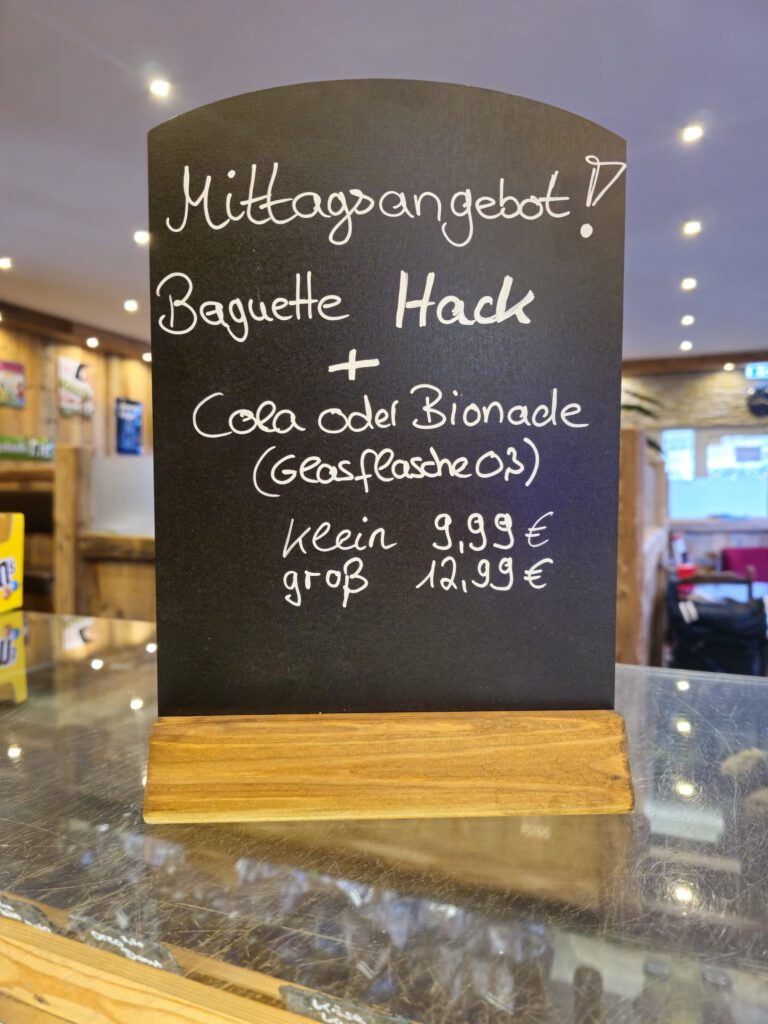 Mittagsangebot!
Baguette Hack
+
Cola oder Bionade
(Glasflasche 0,3)
klein 9,99 €
groß 12,99 €